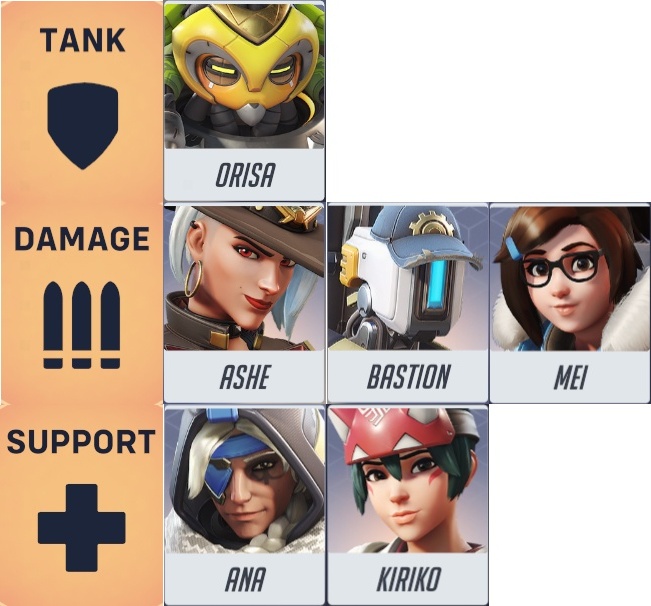 TANK
ORISA
DAMAGE
ASHE
BASTION
MEI
SUPPORT
ANA
KIRIKO